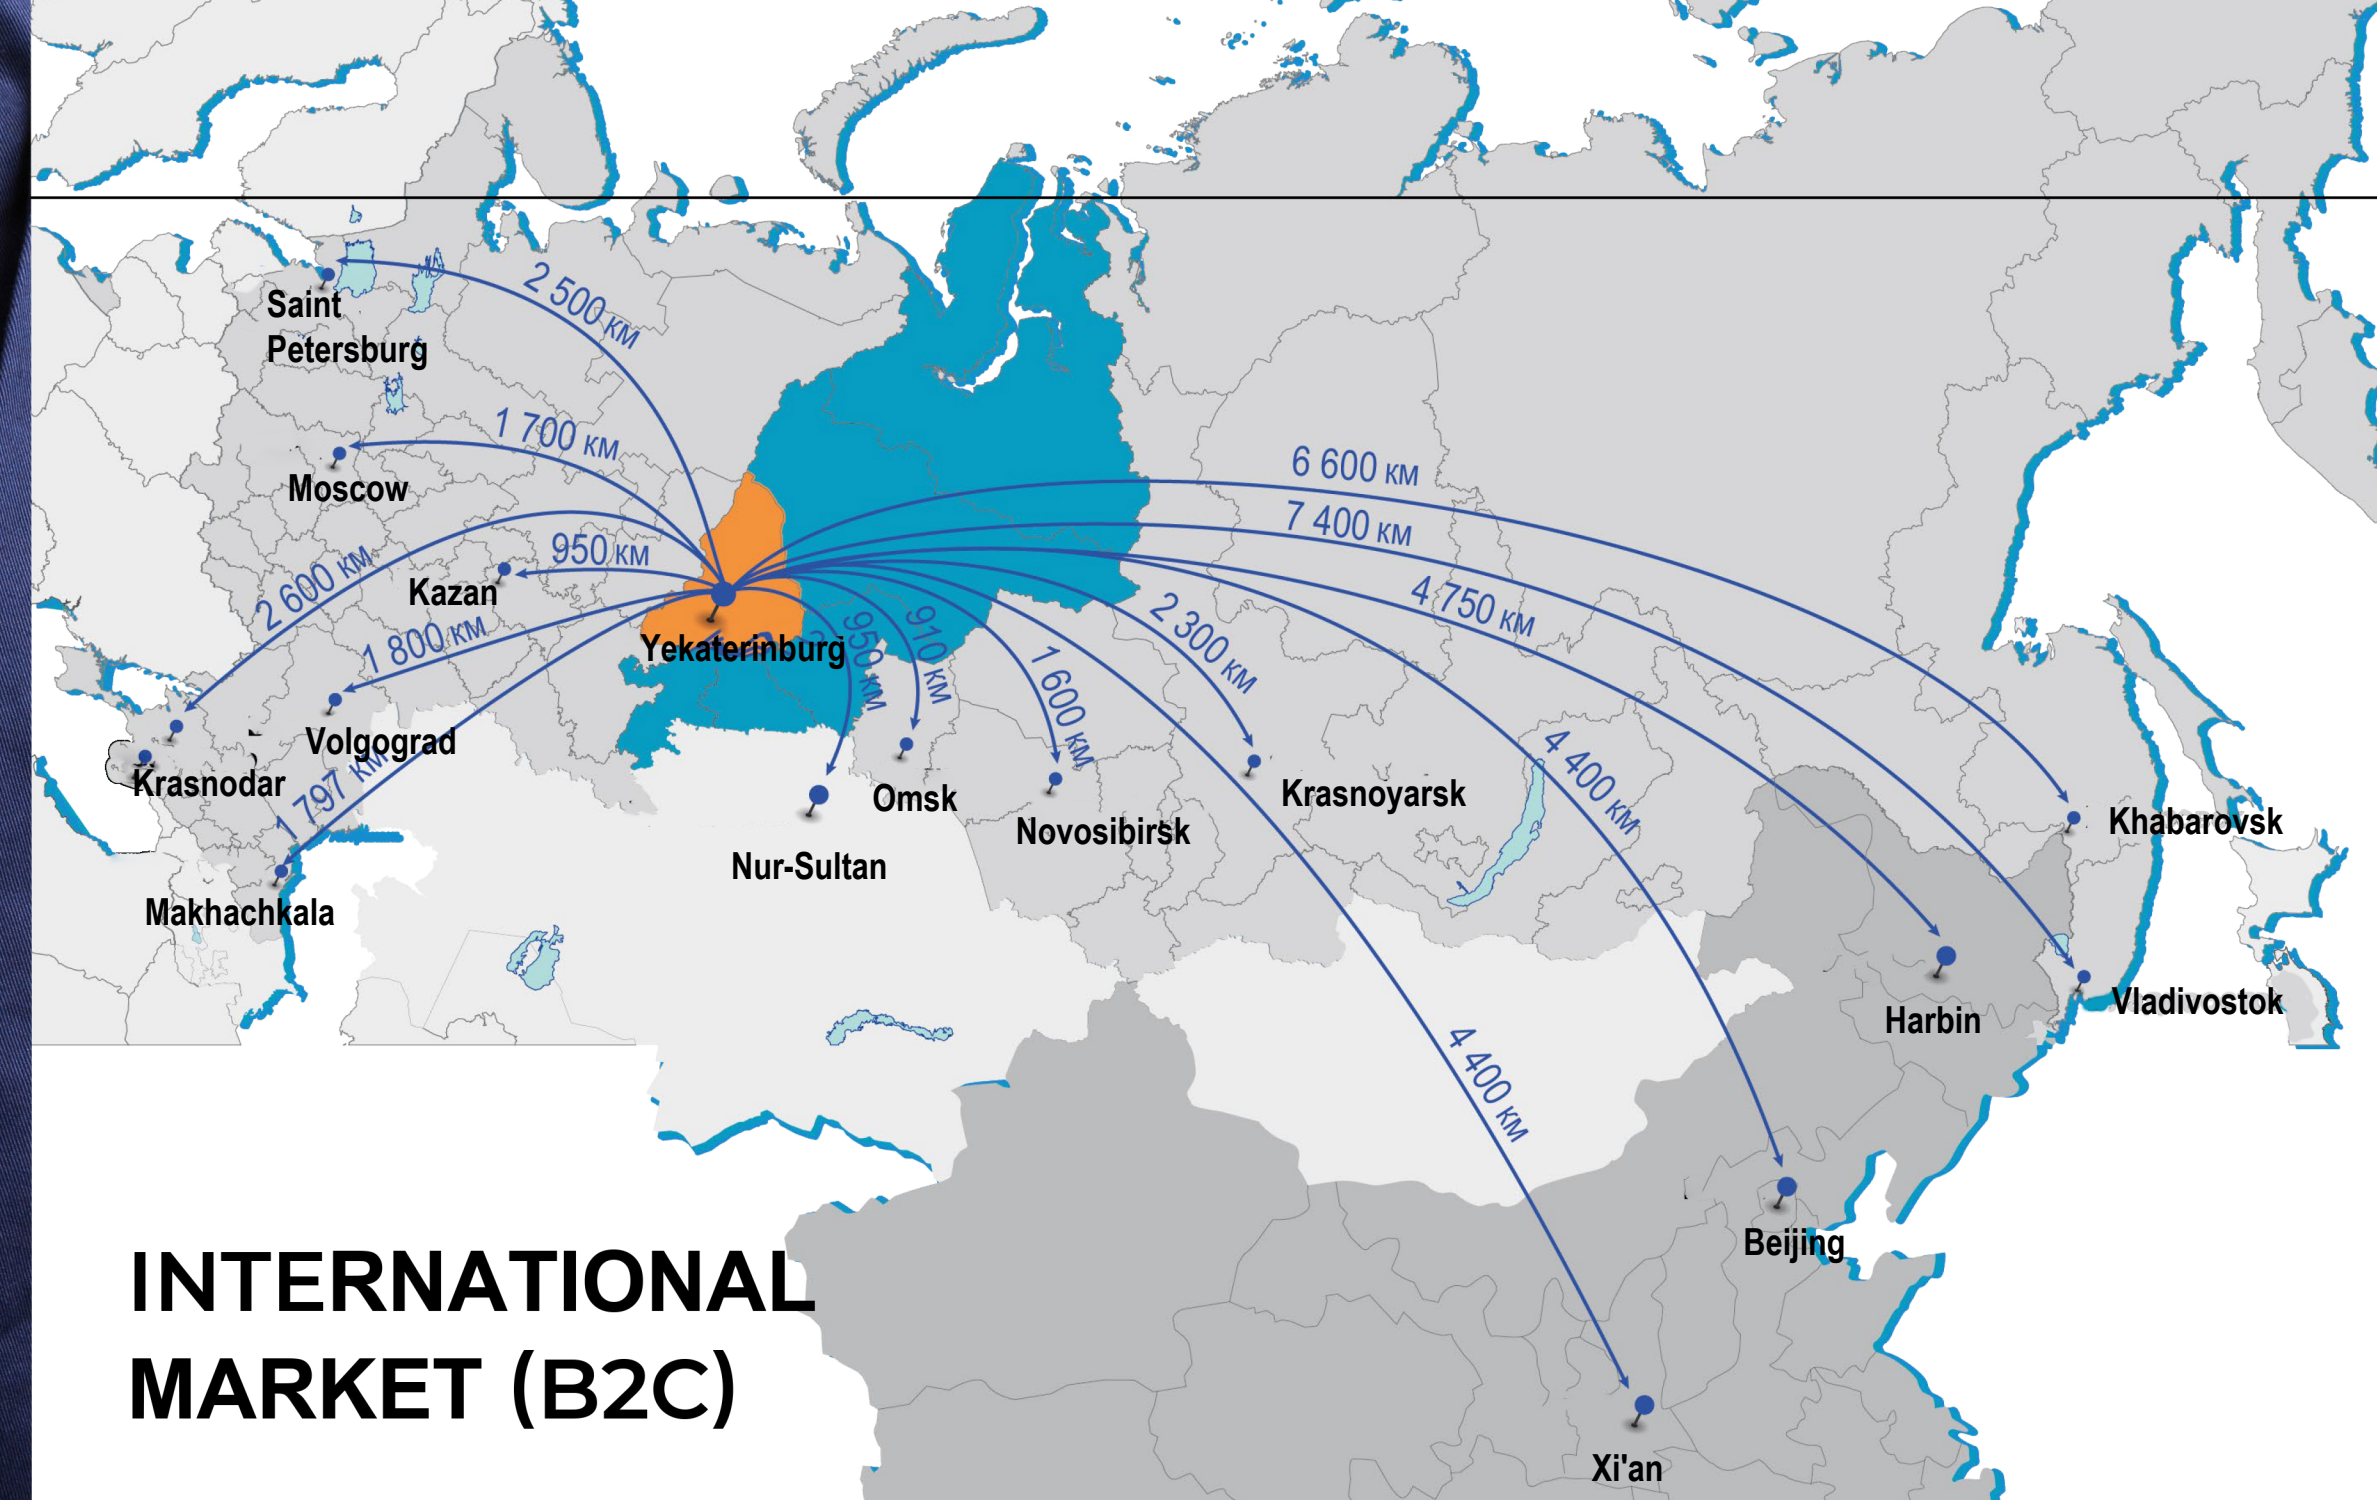 2 500 км
Saint
Petersburg
1 700 км
Moscow
6 600 км
7 400 км
950 км
2 600 км
Kazan
4 750 км
1 800 км
Yekaterinburg
950 км
910 км
1 600 км
2 300 км
Volgograd
Krasnodar
1 797 км
Omsk
Novosibirsk
Krasnoyarsk
4 400 км
Khabarovsk
Nur-Sultan
Makhachkala
Harbin
Vladivostok
4 400 км
Beijing
Xi'an
INTERNATIONAL
MARKET (B2C)